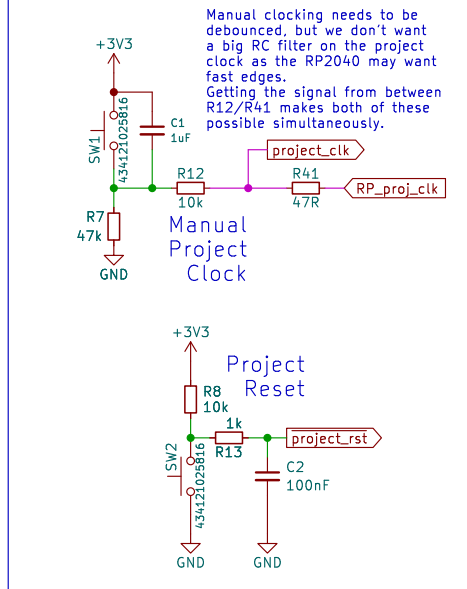 Manual clocking needs to be
debounced, but we don't want
a big RC filter on the project
clock as the RP2040 may want
fast edges.
Getting the signal from between
R12/R41 makes both of these
possible simultaneously.
+3V3
SW1
434121025816
C1
1uF
project_clk
R12
10k
R41
47R
RP_proj_clk
R7
47k
GND
Manual
Project
Clock
+3V3
Project
Reset
R8
10k
1k
R13
project_rst
SW2
434121025816
C2
100nF
GND
GND